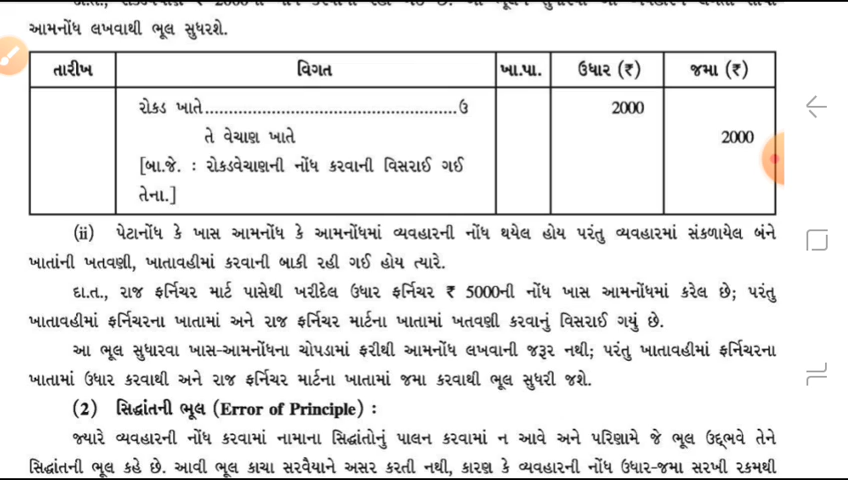 આમનોંધ લખવાથી ભૂલ સુધરશે.
તારીખ વિગત ખા.પા. ઉધાર (₹) જમા (₹)
રોકડ ખાતે..................................................ઉ 2000
તે વેચાણ ખાતે 2000
[બા.જે. : રોકડવેચાણની નોંધ કરવાની વિસરાઈ ગઈ
તેના.]
(ii) પેટાનોંધ કે ખાસ આમનોંધ કે આમનોંધમાં વ્યવહારની નોંધ થયેલ હોય પરંતુ વ્યવહારમાં સંકળાયેલ બંને
ખાતાંની ખતવણી, ખાતાવહીમાં કરવાની બાકી રહી ગઈ હોય ત્યારે.
દા.ત., રાજ ફર્નિચર માર્ટ પાસેથી ખરીદેલ ઉધાર ફર્નિચર ₹ 5000ની નોંધ ખાસ આમનોંધમાં કરેલ છે; પરંતુ
ખાતાવહીમાં ફર્નિચરના ખાતામાં અને રાજ ફર્નિચર માર્ટના ખાતામાં ખતવણી કરવાનું વિસરાઈ ગયું છે.
આ ભૂલ સુધારવા ખાસ-આમનોંધના ચોપડામાં ફરીથી આમનોંધ લખવાની જરૂર નથી; પરંતુ ખાતાવહીમાં ફર્નિચરના
ખાતામાં ઉધાર કરવાથી અને રાજ ફર્નિચર માર્ટના ખાતામાં જમા કરવાથી ભૂલ સુધરી જશે.
(2) સિદ્ધાંતની ભૂલ (Error of Principle) :
જ્યારે વ્યવહારની નોંધ કરવામાં નામાના સિદ્ધાંતોનું પાલન કરવામાં ન આવે અને પરિણામે જે ભૂલ ઉદ્ભવે તેને
સિદ્ધાંતની ભૂલ કહે છે. આવી ભૂલ કાચા સરવૈયાને અસર કરતી નથી, કારણ કે વ્યવહારની નોંધ ઉધાર-જમા સરખી રકમથી